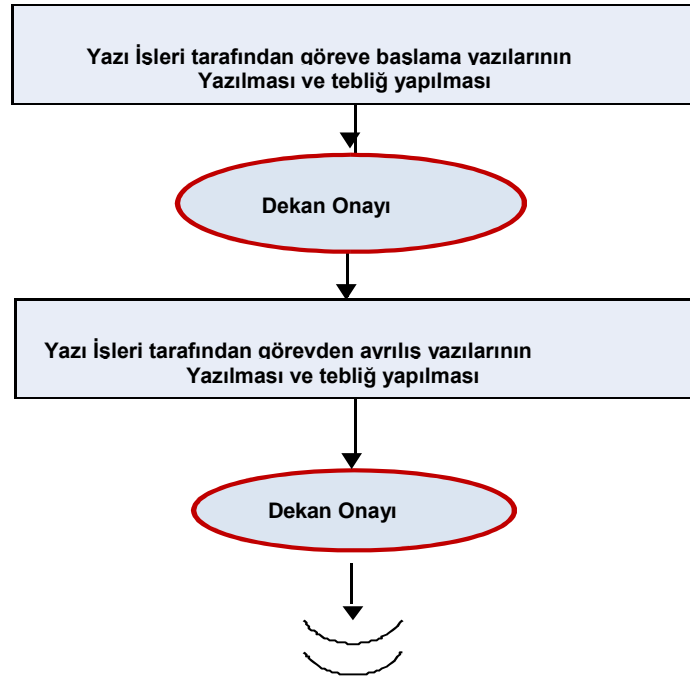 Yazı İşleri tarafından göreve başlama yazılarının
Yazılması ve tebliğ yapılması
Dekan Onayı
Yazı İşleri tarafından görevden ayrılış yazılarının
Yazılması ve tebliğ yapılması
Dekan Onayı